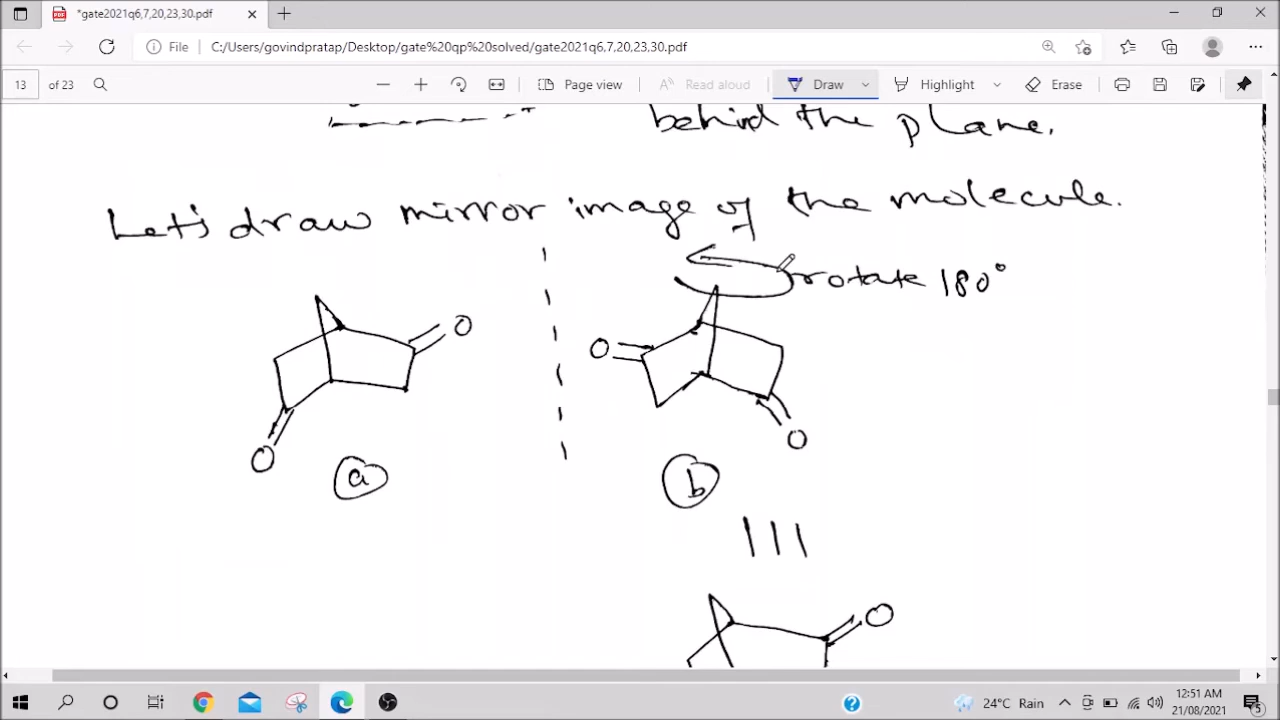 *gate2021q6,7,20,23,30.pdf
File C:/Users/govindpratap/Desktop/gate%20qp%20solved/gate2021q6,7,20,23,30.pdf
13 of 23 Page view Read aloud Draw Highlight Erase
behind the plane.
Let's draw mirror image of the molecule.
rotate 180°
O
O
O
O
a
b
O
24°C Rain
12:51 AM
21/08/2021
5